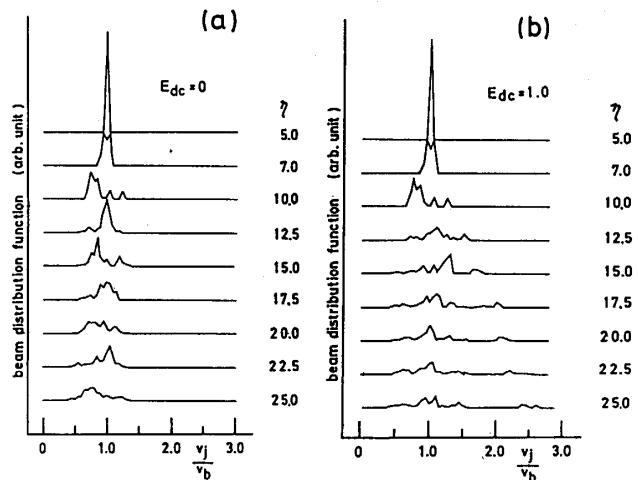 (a)
E_dc = 0
η
5.0
7.0
10.0
12.5
15.0
17.5
20.0
22.5
25.0
beam distribution function (arb. unit)
0 1.0 2.0 3.0
v_j
v_b
(b)
E_dc = 1.0
η
5.0
7.0
10.0
12.5
15.0
17.5
20.0
22.5
25.0
beam distribution function (arb. unit)
0 1.0 2.0 3.0
v_j
v_b